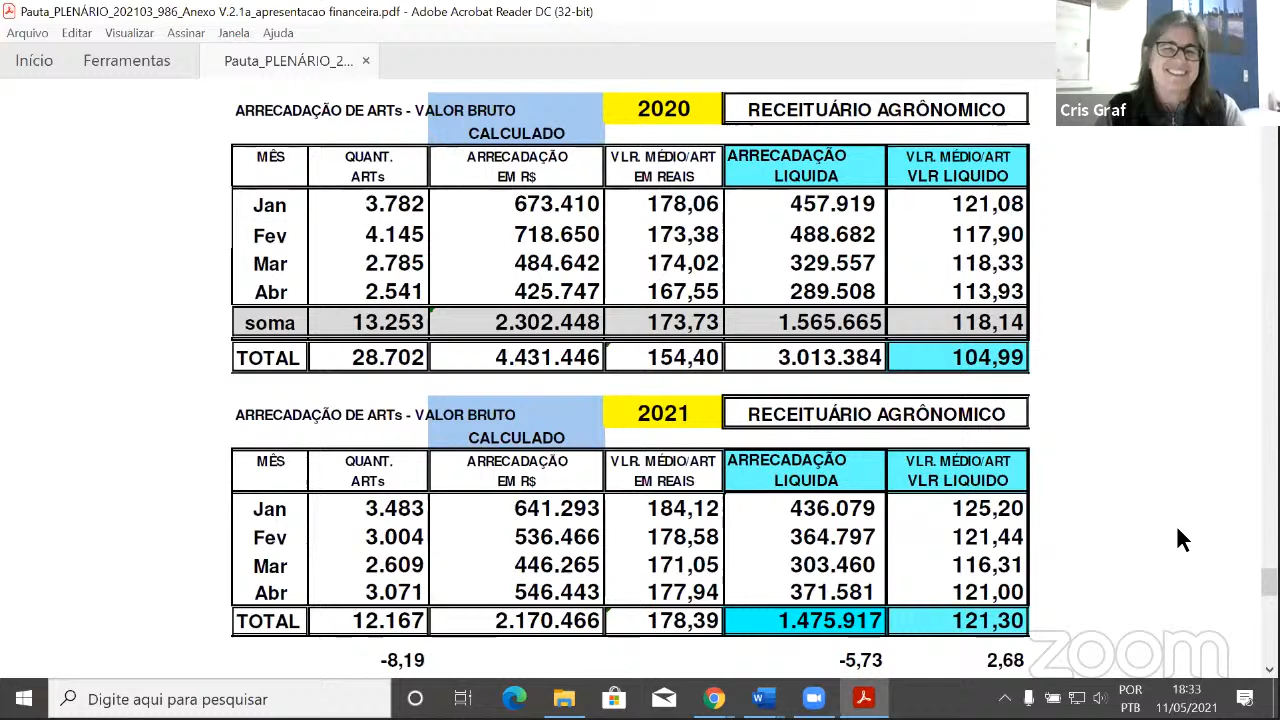 Pauta_PLENÁRIO_202103_986_Anexo V.2.1a_apresentacao financeira.pdf - Adobe Acrobat Reader DC (32-bit)
Arquivo Editar Visualizar Assinar Janela Ajuda
Início Ferramentas Pauta_PLENÁRIO_2... ×
Cris Graf
ARRECADAÇÃO DE ARTs - VALOR BRUTO 2020 RECEITUÁRIO AGRÔNOMICO
CALCULADO
MÊS QUANT. ARRECADAÇÃO VLR. MÉDIO/ART ARRECADAÇÃO VLR. MÉDIO/ART
ARTs EM R$ EM REAIS LIQUIDA VLR LIQUIDO
Jan 3.782 673.410 178,06 457.919 121,08
Fev 4.145 718.650 173,38 488.682 117,90
Mar 2.785 484.642 174,02 329.557 118,33
Abr 2.541 425.747 167,55 289.508 113,93
soma 13.253 2.302.448 173,73 1.565.665 118,14
TOTAL 28.702 4.431.446 154,40 3.013.384 104,99
ARRECADAÇÃO DE ARTs - VALOR BRUTO 2021 RECEITUÁRIO AGRÔNOMICO
CALCULADO
MÊS QUANT. ARRECADAÇÃO VLR. MÉDIO/ART ARRECADAÇÃO VLR. MÉDIO/ART
ARTs EM R$ EM REAIS LIQUIDA VLR LIQUIDO
Jan 3.483 641.293 184,12 436.079 125,20
Fev 3.004 536.466 178,58 364.797 121,44
Mar 2.609 446.265 171,05 303.460 116,31
Abr 3.071 546.443 177,94 371.581 121,00
TOTAL 12.167 2.170.466 178,39 1.475.917 121,30
-8,19 -5,73 2,68
zoom
Digite aqui para pesquisar
POR 18:33
PTB 11/05/2021